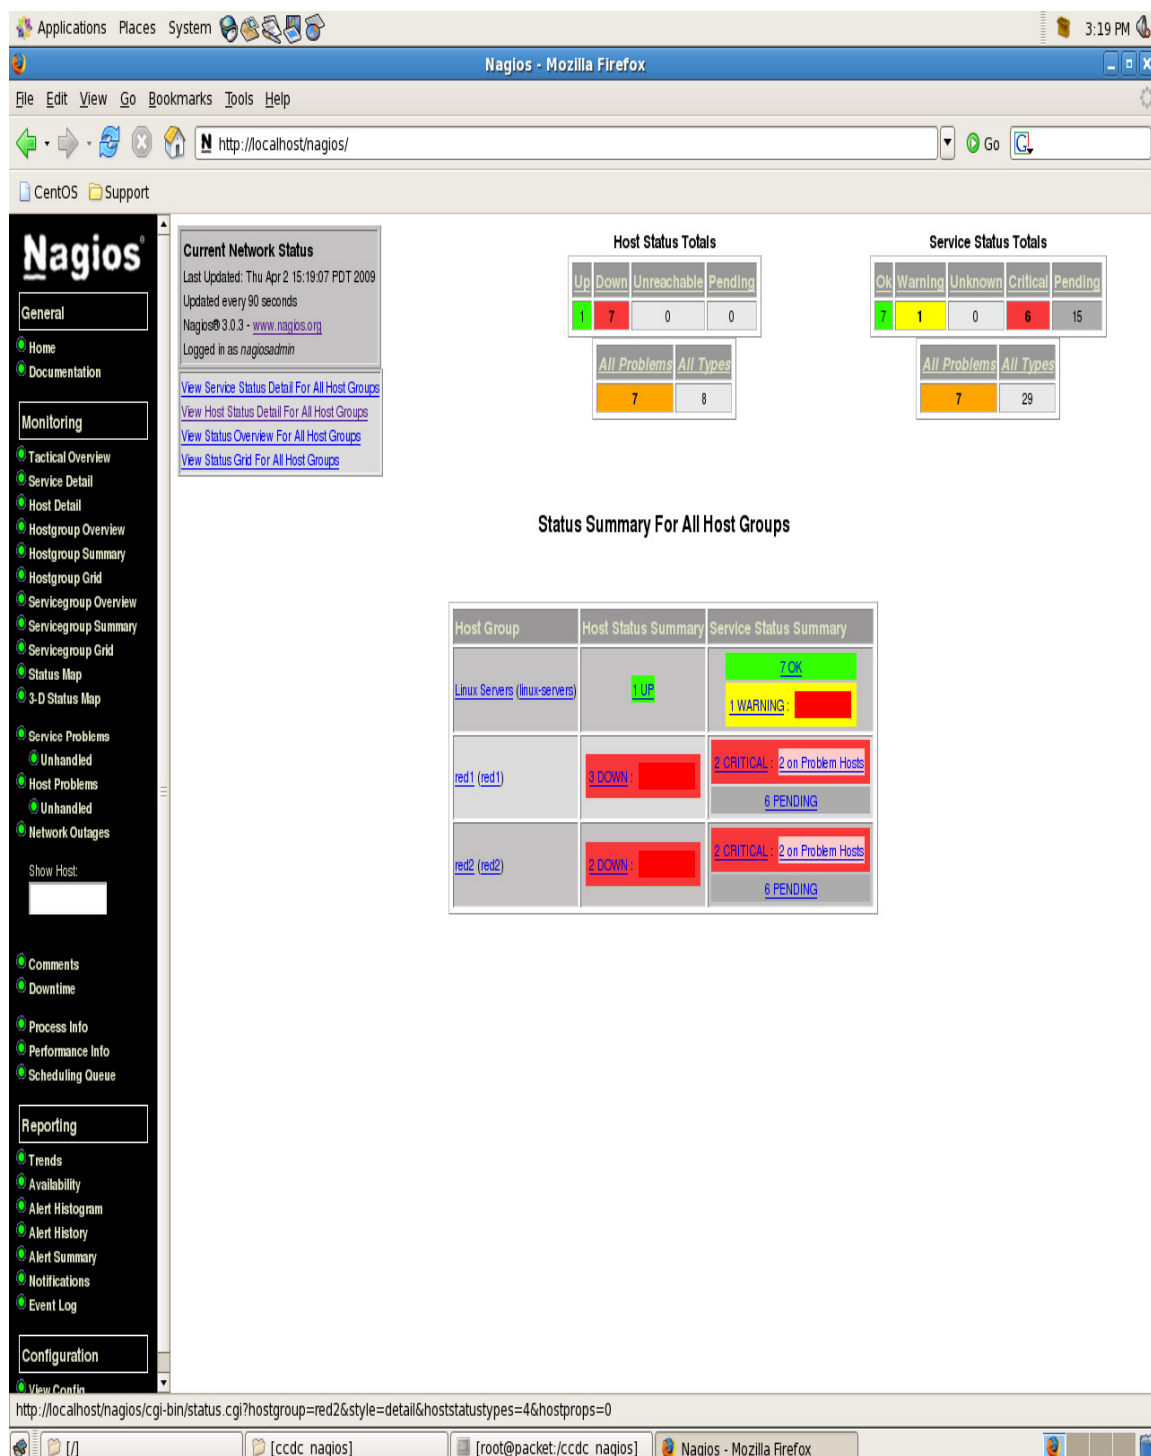 Applications Places System 3:19 PM
Nagios - Mozilla Firefox
File Edit View Go Bookmarks Tools Help
N http://localhost/nagios/ Go G
CentOS Support
Nagios®
General
Home
Documentation
Monitoring
Tactical Overview
Service Detail
Host Detail
Hostgroup Overview
Hostgroup Summary
Hostgroup Grid
Servicegroup Overview
Servicegroup Summary
Servicegroup Grid
Status Map
3-D Status Map
Service Problems
Unhandled
Host Problems
Unhandled
Network Outages
Show Host:
Comments
Downtime
Process Info
Performance Info
Scheduling Queue
Reporting
Trends
Availability
Alert Histogram
Alert History
Alert Summary
Notifications
Event Log
Configuration
View Config
Current Network Status
Last Updated: Thu Apr 2 15:19:07 PDT 2009
Updated every 90 seconds
Nagios® 3.0.3 - www.nagios.org
Logged in as nagiosadmin
View Service Status Detail For All Host Groups
View Host Status Detail For All Host Groups
View Status Overview For All Host Groups
View Status Grid For All Host Groups
Host Status Totals
Up Down Unreachable Pending
1 7 0 0
All Problems All Types
7 8
Service Status Totals
Ok Warning Unknown Critical Pending
7 1 0 6 15
All Problems All Types
7 29
Status Summary For All Host Groups
Host Group Host Status Summary Service Status Summary
Linux Servers (linux-servers) 1 UP 7 OK
1 WARNING :
red1 (red1) 3 DOWN : 2 CRITICAL : 2 on Problem Hosts
6 PENDING
red2 (red2) 2 DOWN : 2 CRITICAL : 2 on Problem Hosts
6 PENDING
http://localhost/nagios/cgi-bin/status.cgi?hostgroup=red2&style=detail&hoststatustypes=4&hostprops=0
[/] [ccdc_nagios] [root@packet:/ccdc_nagios] Nagios - Mozilla Firefox